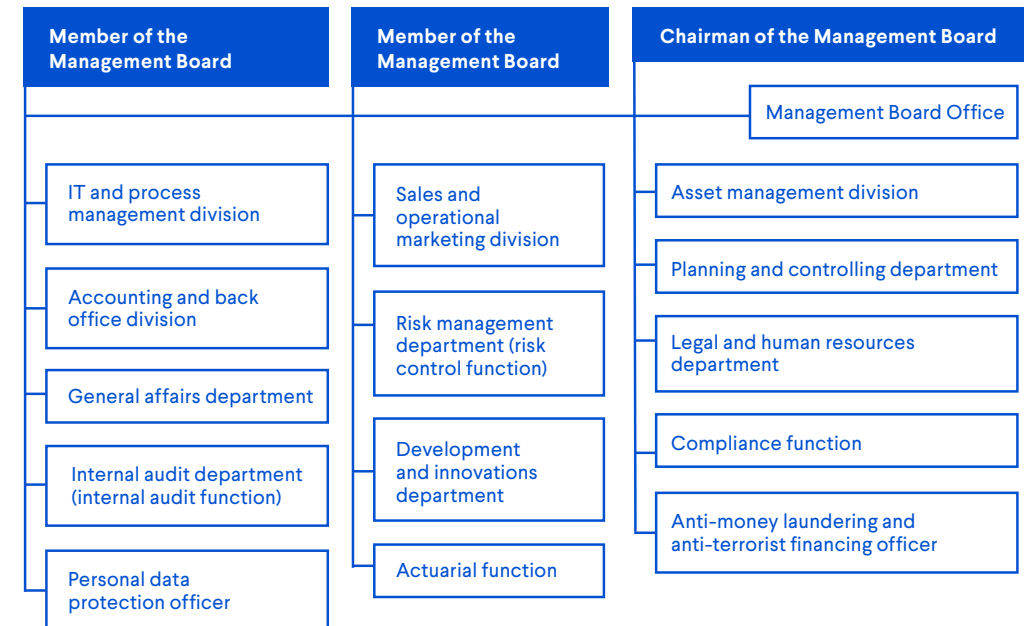 Member of the
Management Board
Member of the
Management Board
Chairman of the Management Board
Management Board Office
IT and process
management division
Accounting and back
office division
General affairs department
Internal audit department
(internal audit function)
Personal data
protection officer
Sales and
operational
marketing division
Risk management
department (risk
control function)
Development
and innovations
department
Actuarial function
Asset management division
Planning and controlling department
Legal and human resources
department
Compliance function
Anti-money laundering and
anti-terrorist financing officer